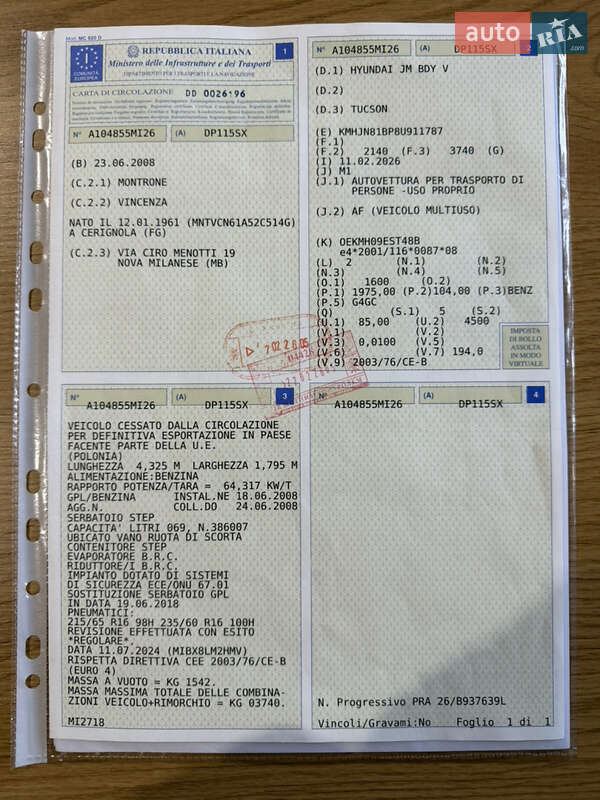 Mod. MC 820 D
I
COMUNITÀ
EUROPEA
REPUBBLICA ITALIANA
1
Ministero delle Infrastrutture e dei Trasporti
DIPARTIMENTO PER I TRASPORTI E LA NAVIGAZIONE
CARTA DI CIRCOLAZIONE DD 0026196
N° A104855MI26 (A) DP115SX
(B) 23.06.2008
(C.2.1) MONTRONE
(C.2.2) VINCENZA
NATO IL 12.01.1961 (MNTVCN61A52C514G)
A CERIGNOLA (FG)
(C.2.3) VIA CIRO MENOTTI 19
NOVA MILANESE (MB)
N° A104855MI26 (A) DP115SX 2
(D.1) HYUNDAI JM BDY V
(D.2)
(D.3) TUCSON
(E) KMHJN81BP8U911787
(F.1)
(F.2) 2140 (F.3) 3740 (G)
(I) 11.02.2026
(J) M1
(J.1) AUTOVETTURA PER TRASPORTO DI
PERSONE -USO PROPRIO
(J.2) AF (VEICOLO MULTIUSO)
(K) OEKMH09EST48B
e4*2001/116*0087*08
(L) 2 (N.1) (N.2)
(N.3) (N.4) (N.5)
(O.1) 1600 (O.2)
(P.1) 1975,00 (P.2)104,00 (P.3)BENZ
(P.5) G4GC
(Q) (S.1) 5 (S.2)
(U.1) 85,00 (U.2) 4500
(V.1) (V.2)
(V.3) 0,0100 (V.5)
(V.6) (V.7) 194,0
(V.9) 2003/76/CE-B
IMPOSTA
DI BOLLO
ASSOLTA
IN MODO
VIRTUALE
N° A104855MI26 (A) DP115SX 3
VEICOLO CESSATO DALLA CIRCOLAZIONE
PER DEFINITIVA ESPORTAZIONE IN PAESE
FACENTE PARTE DELLA U.E.
(POLONIA)
LUNGHEZZA 4,325 M LARGHEZZA 1,795 M
ALIMENTAZIONE:BENZINA
RAPPORTO POTENZA/TARA = 64,317 KW/T
GPL/BENZINA INSTAL.NE 18.06.2008
AGG.N. COLL.DO 24.06.2008
SERBATOIO STEP
CAPACITA' LITRI 069, N.386007
UBICATO VANO RUOTA DI SCORTA
CONTENITORE STEP
EVAPORATORE B.R.C.
RIDUTTORE/I B.R.C.
IMPIANTO DOTATO DI SISTEMI
DI SICUREZZA ECE/ONU 67.01
SOSTITUZIONE SERBATOIO GPL
IN DATA 19.06.2018
PNEUMATICI:
215/65 R16 98H 235/60 R16 100H
REVISIONE EFFETTUATA CON ESITO
*REGOLARE*.
DATA 11.07.2024 (MIBX8LM2HMV)
RISPETTA DIRETTIVA CEE 2003/76/CE-B
(EURO 4)
MASSA A VUOTO = KG 1542.
MASSA MASSIMA TOTALE DELLE COMBINA-
ZIONI VEICOLO+RIMORCHIO = KG 03740.
MI2718
N° A104855MI26 (A) DP115SX 4
N. Progressivo PRA 26/B937639L
Vincoli/Gravami:No Foglio 1 di 1
auto RIA .com